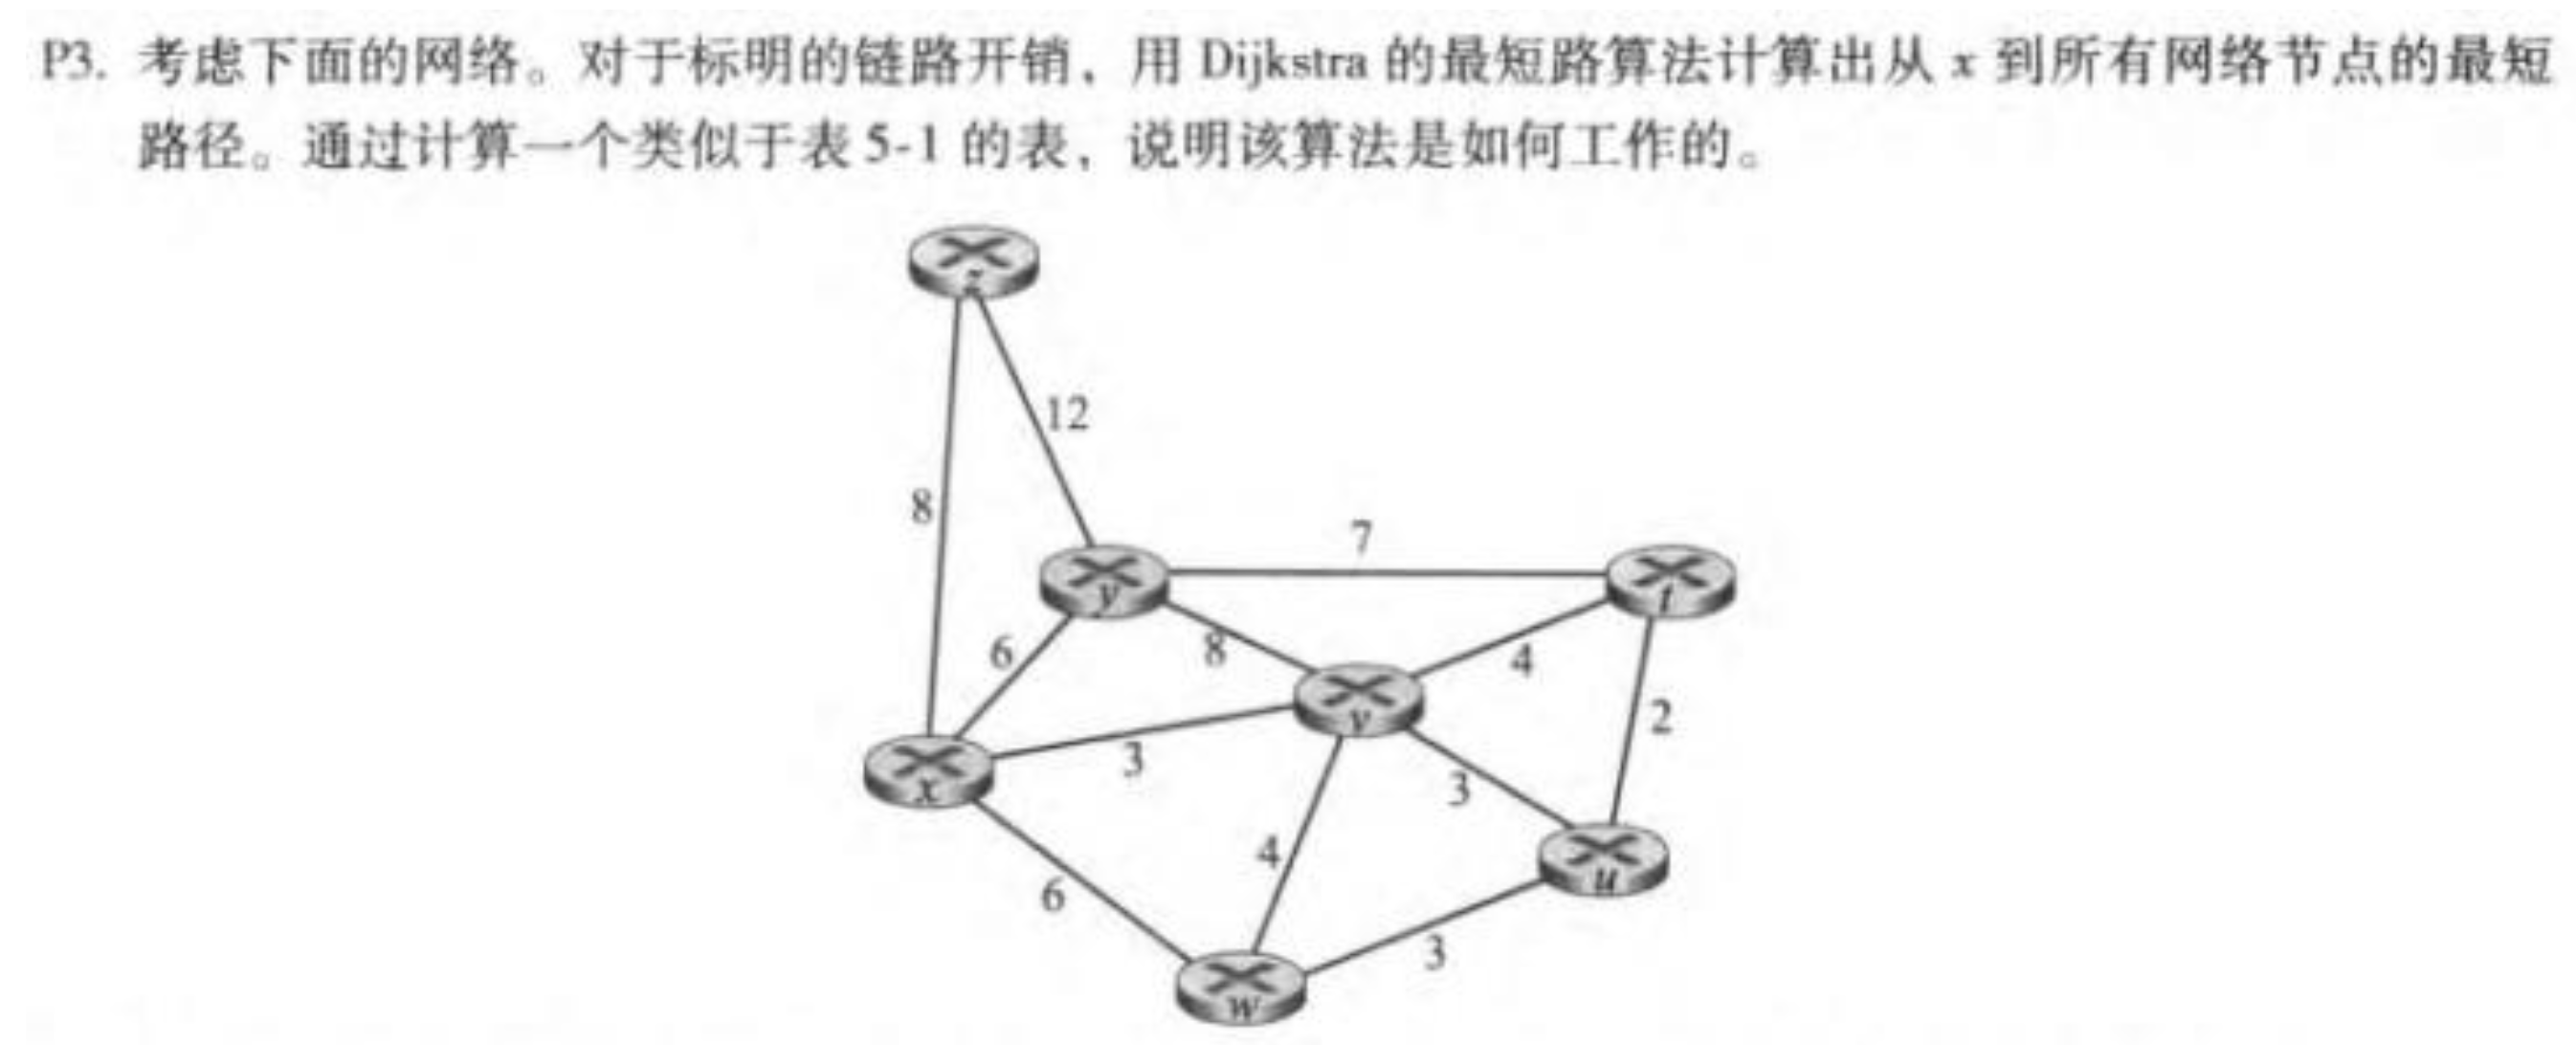 P3. 考虑下面的网络。对于标明的链路开销，用 Dijkstra 的最短路算法计算出从 x 到所有网络节点的最短
路径。通过计算一个类似于表 5-1 的表，说明该算法是如何工作的。
z
12
8
7
y
t
6
8
4
v
2
3
x
3
4
u
6
3
w